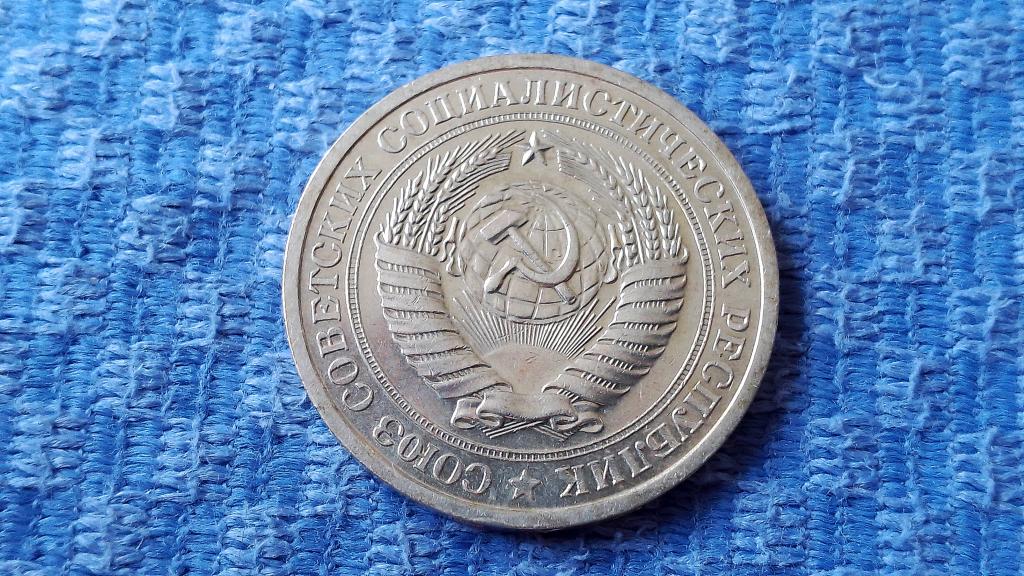 СОЮЗ СОВЕТСКИХ СОЦИАЛИСТИЧЕСКИХ РЕСПУБЛИК